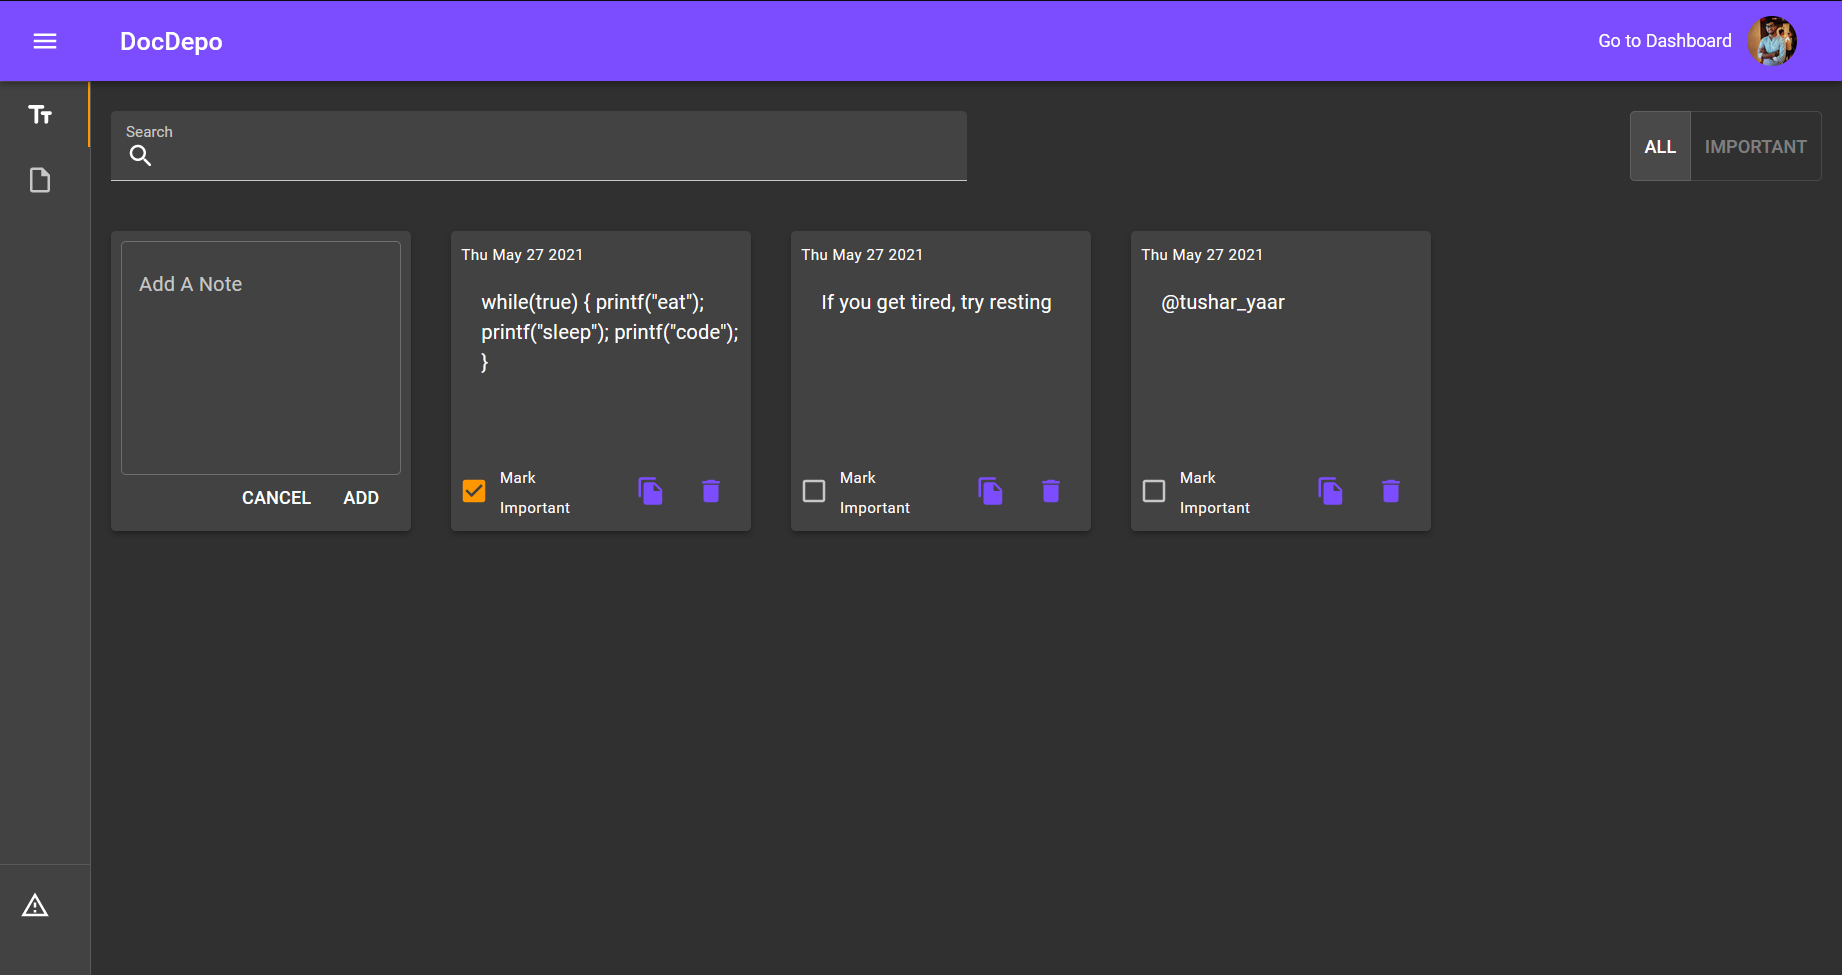 DocDepo
Go to Dashboard
Tт
Search
ALL
IMPORTANT
Add A Note
CANCEL
ADD
Thu May 27 2021
while(true) { printf("eat");
printf("sleep"); printf("code");
}
Mark
Important
Thu May 27 2021
If you get tired, try resting
Mark
Important
Thu May 27 2021
@tushar_yaar
Mark
Important